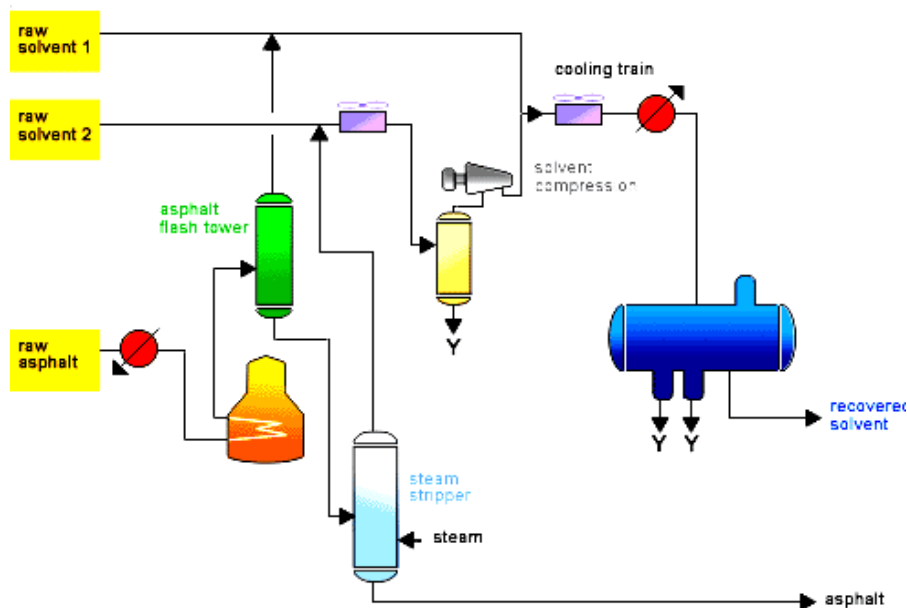 raw
solvent 1
cooling train
raw
solvent 2
solvent
compression
asphalt
flash tower
raw
asphalt
Y
Y Y
recovered
solvent
steam
stripper
steam
asphalt